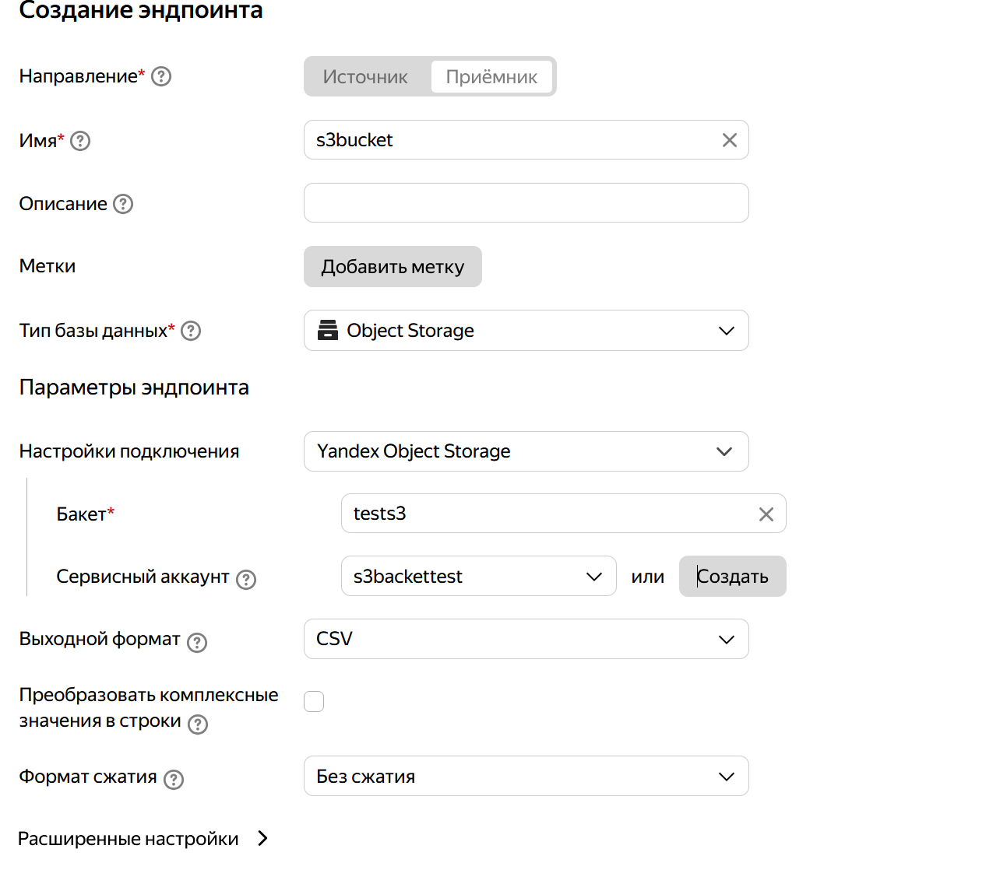 Создание эндпоинта
Направление* ? Источник Приёмник
Имя* ? s3bucket
Описание ?
Метки Добавить метку
Тип базы данных* ? Object Storage
Параметры эндпоинта
Настройки подключения Yandex Object Storage
Бакет* tests3
Сервисный аккаунт ? s3backettest или Создать
Выходной формат ? CSV
Преобразовать комплексные
значения в строки ?
Формат сжатия ? Без сжатия
Расширенные настройки